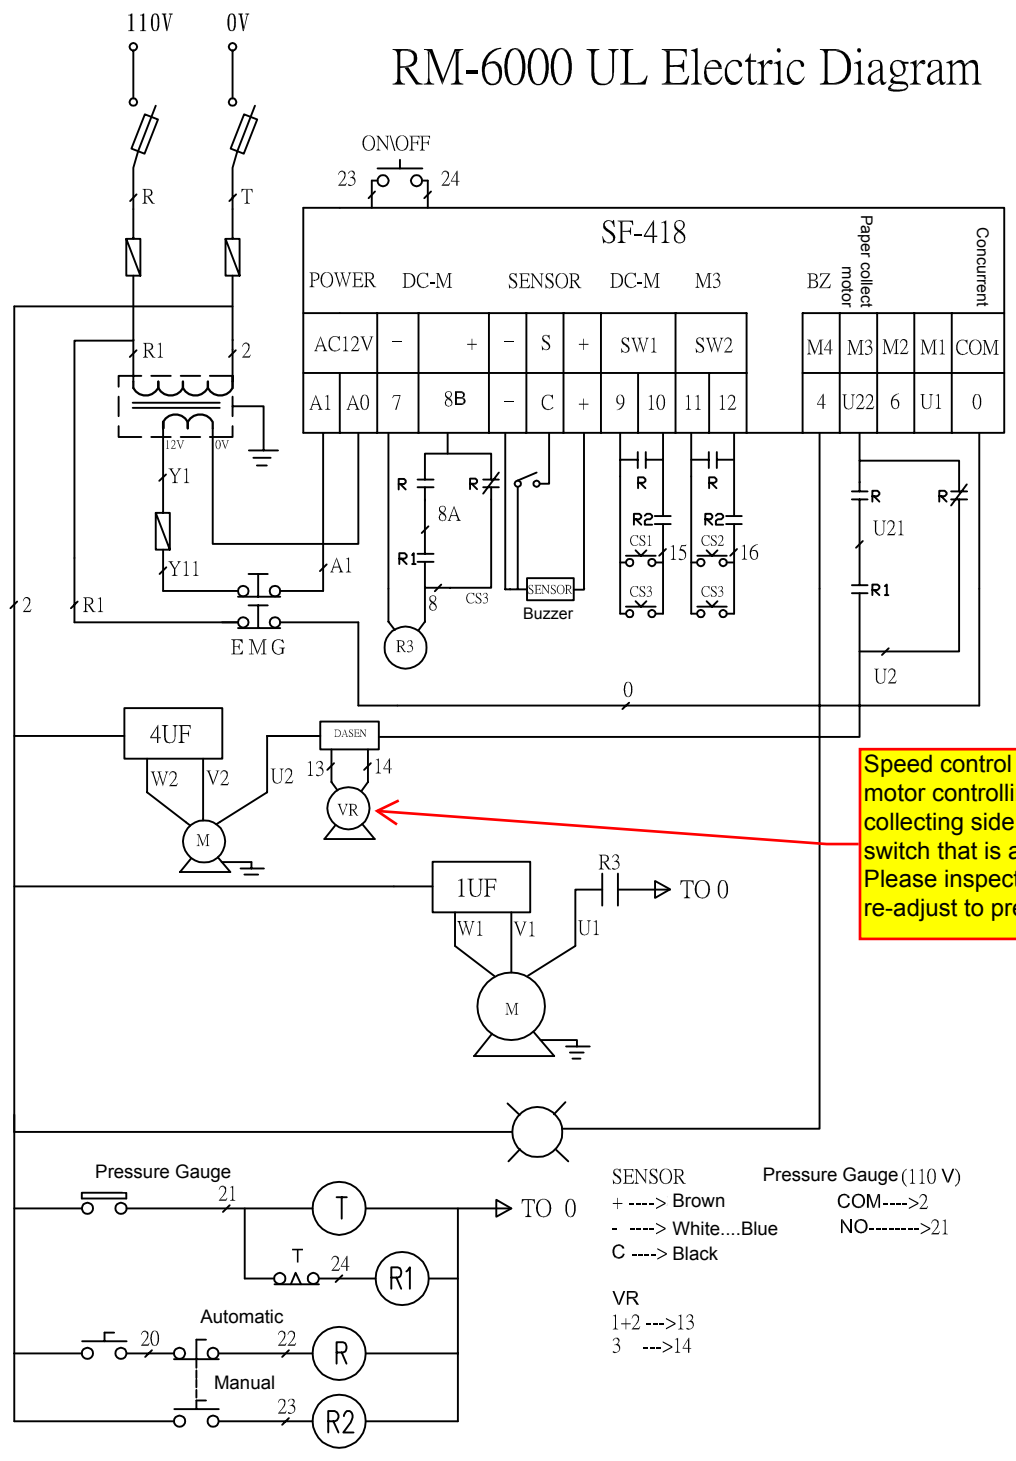 110V 0V
RM-6000 UL Electric Diagram
ON\OFF
23 24
R T
SF-418
POWER DC-M SENSOR DC-M M3 BZ
Paper collect
motor
Concurrent
AC12V - + - S + SW1 SW2 M4 M3 M2 M1 COM
A1 A0 7 8B - C + 9 10 11 12 4 U22 6 U1 0
R1 2
12V 0V
Y1
R R R R R R
8A U21
R2 R2
R1 CS1 15 CS2 16
Y11 A1
8 CS3 SENSOR CS3 CS3 R1
2 R1 Buzzer
EMG R3
U2
0
4UF DASEN
W2 V2 U2 13 14
VR
M
Speed control
motor controlli
collecting side
switch that is a
Please inspect
re-adjust to pre
R3
1UF TO 0
W1 V1 U1
M
Pressure Gauge
21
T TO 0
T
24 R1
Automatic
20 22 R
Manual
23 R2
SENSOR
+ ----> Brown
- ----> White....Blue
C ----> Black
Pressure Gauge (110 V)
COM---->2
NO-------->21
VR
1+2 --->13
3 --->14